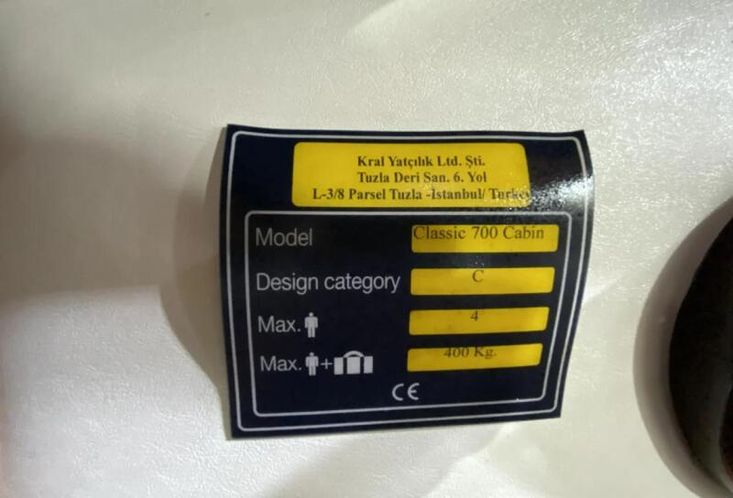 Kral Yatçılık Ltd. Şti.
Tuzla Deri San. 6. Yol
L-3/8 Parsel Tuzla -İstanbul/ Turkey
Model Classic 700 Cabin
Design category C
Max. 4
Max. + 400 Kg.
CE